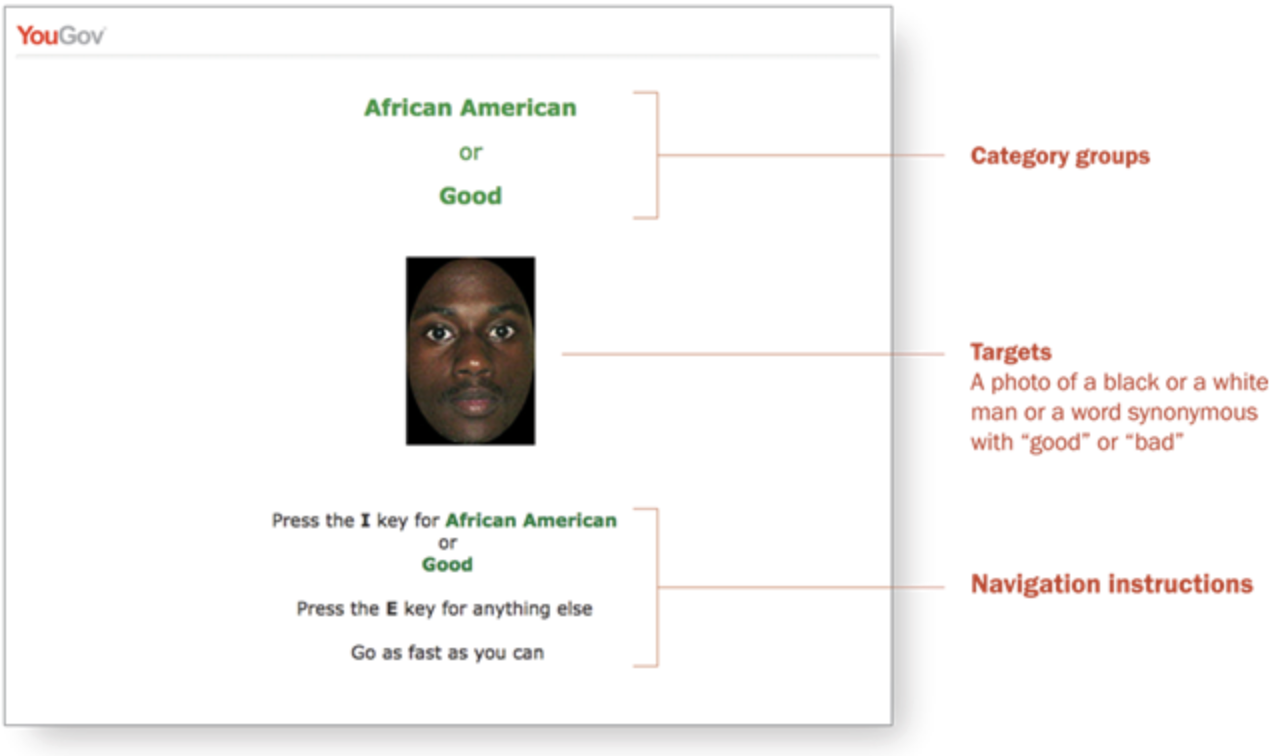 YouGov
African American
or
Good
Category groups
Targets
A photo of a black or a white
man or a word synonymous
with “good” or “bad”
Press the I key for African American
or
Good
Press the E key for anything else
Go as fast as you can
Navigation instructions